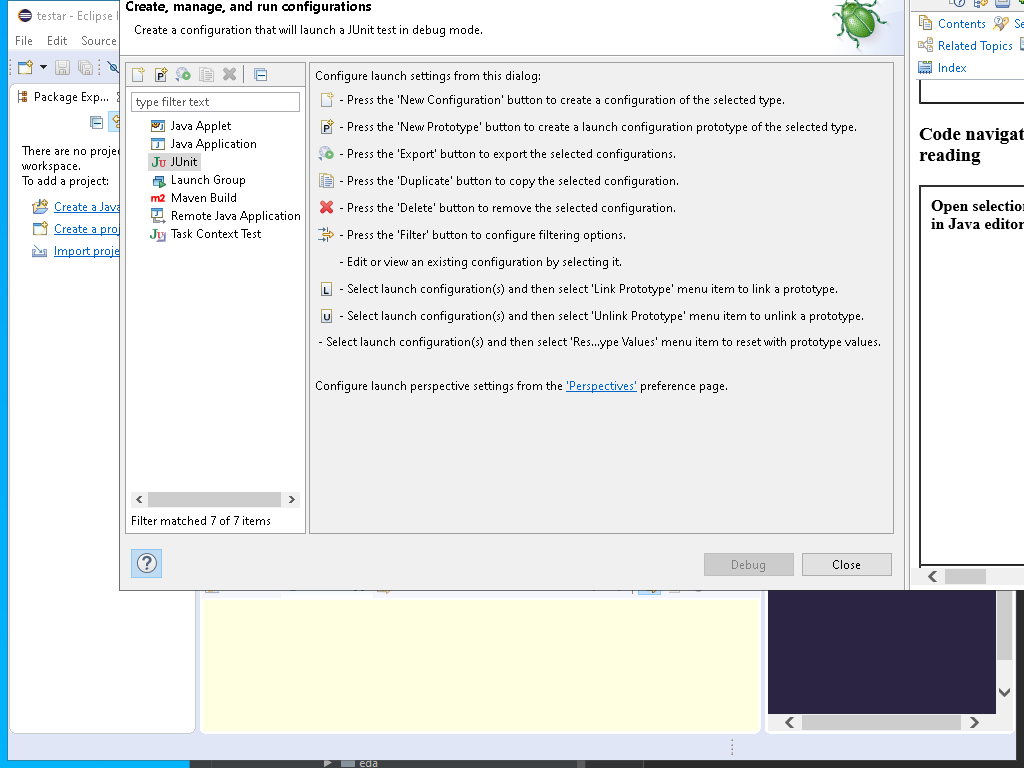 testar - Eclipse I
File Edit Source
Package Exp...
There are no proje
workspace.
To add a project:
Create a Java
Create a proj
Import proje
Create, manage, and run configurations
Create a configuration that will launch a JUnit test in debug mode.
type filter text
Java Applet
Java Application
JUnit
Launch Group
Maven Build
Remote Java Application
Task Context Test
Filter matched 7 of 7 items
Configure launch settings from this dialog:
- Press the 'New Configuration' button to create a configuration of the selected type.
- Press the 'New Prototype' button to create a launch configuration prototype of the selected type.
- Press the 'Export' button to export the selected configurations.
- Press the 'Duplicate' button to copy the selected configuration.
- Press the 'Delete' button to remove the selected configuration.
- Press the 'Filter' button to configure filtering options.
- Edit or view an existing configuration by selecting it.
- Select launch configuration(s) and then select 'Link Prototype' menu item to link a prototype.
- Select launch configuration(s) and then select 'Unlink Prototype' menu item to unlink a prototype.
- Select launch configuration(s) and then select 'Res...ype Values' menu item to reset with prototype values.
Configure launch perspective settings from the 'Perspectives' preference page.
Debug
Close
Contents Se
Related Topics
Index
Code navigat
reading
Open selection
in Java editor
eda